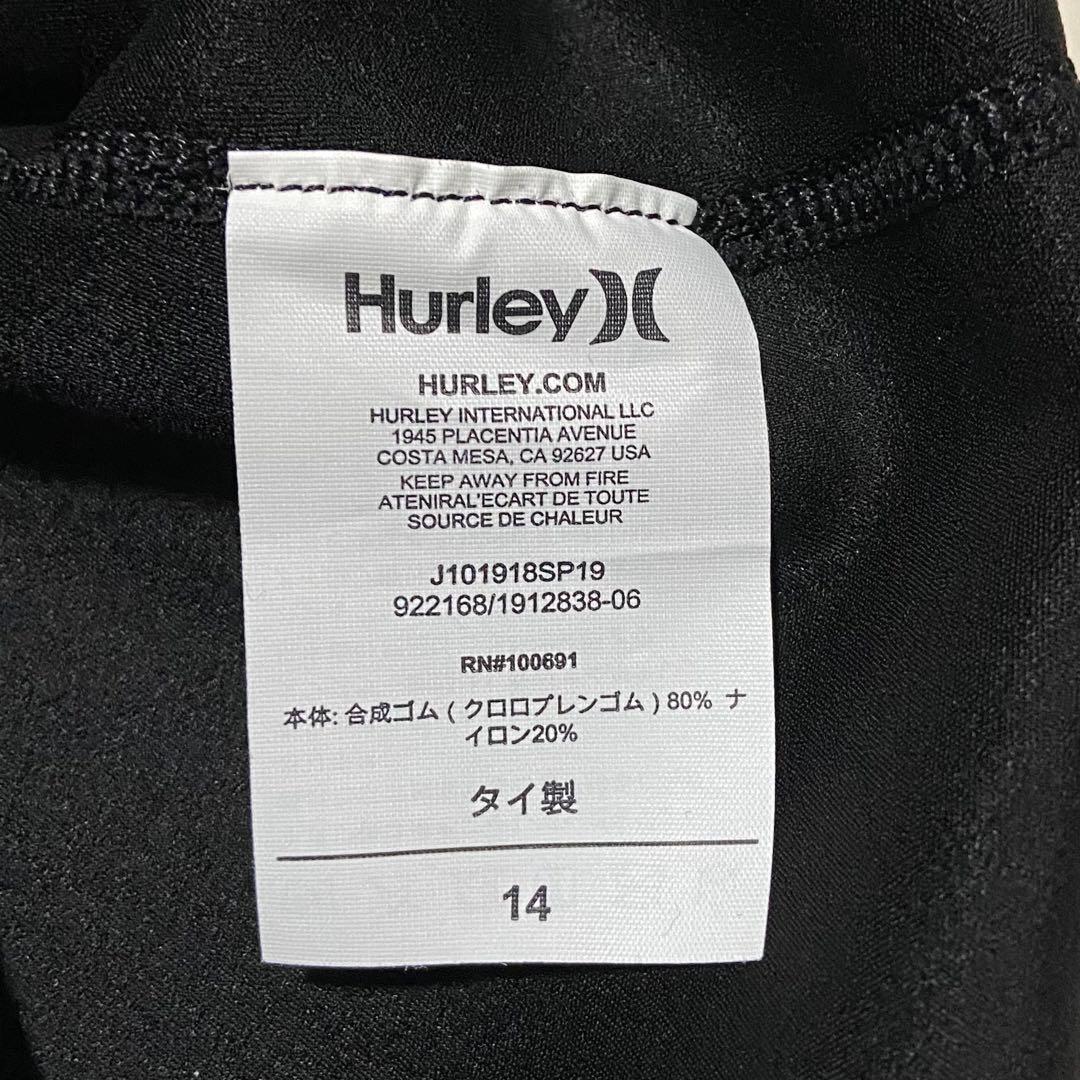 Hurley
HURLEY.COM
HURLEY INTERNATIONAL LLC
1945 PLACENTIA AVENUE
COSTA MESA, CA 92627 USA
KEEP AWAY FROM FIRE
ATENIRAL'ECART DE TOUTE
SOURCE DE CHALEUR
J101918SP19
922168/1912838-06
RN#100691
本体: 合成ゴム ( クロロプレンゴム ) 80% ナ
イロン20%
タイ製
14